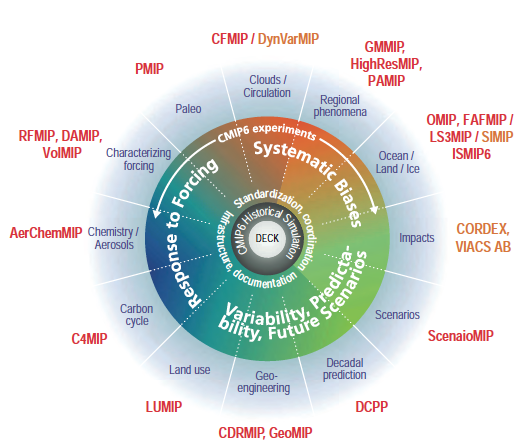 CFMIP / DynVarMIP
GMMIP,
HighResMIP,
PAMIP
PMIP
Clouds /
Circulation
Regional
phenomena
Paleo
OMIP, FAFMIP /
LS3MIP / SIMIP
ISMIP6
RFMIP, DAMIP,
VolMIP
Characterizing
forcing
CMIP6 experiments
Systematic Biases
Ocean /
Land / Ice
Response to Forcing
Standardization, coordination
Infrastructure, documentation
CMIP6 Historical Simulation
DECK
AerChemMIP
Chemistry /
Aerosols
Impacts
CORDEX,
VIACS AB
Variability, Predicta-
bility, Future Scenarios
Carbon
cycle
Scenarios
C4MIP
ScenaioMIP
Land use
Geo-
engineering
Decadal
prediction
LUMIP
DCPP
CDRMIP, GeoMIP